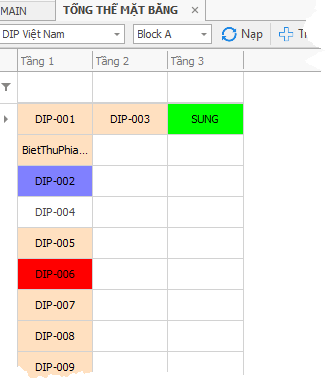 MAIN TỔNG THỂ MẶT BẰNG
DIP Việt Nam Block A Nạp
Tầng 1 Tầng 2 Tầng 3
DIP-001 DIP-003 SUNG
BietThuPhia...
DIP-002
DIP-004
DIP-005
DIP-006
DIP-007
DIP-008
DIP-009